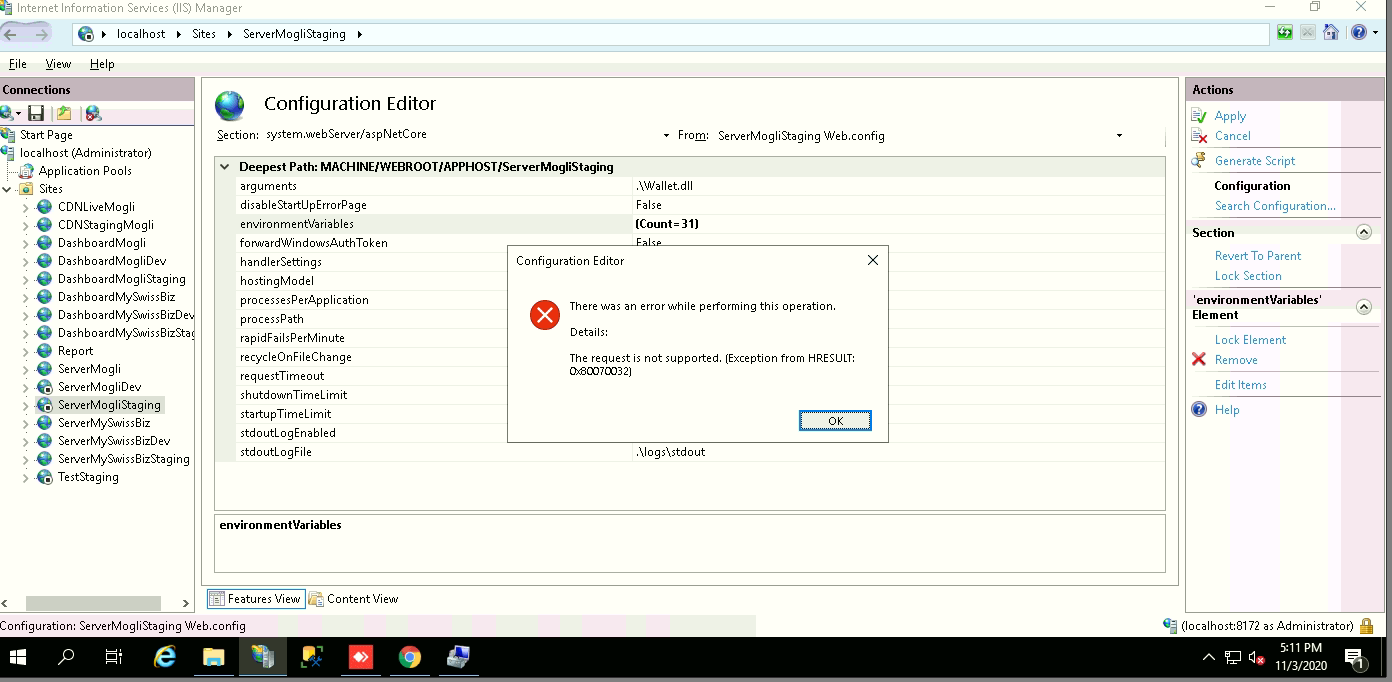 Internet Information Services (IIS) Manager
localhost
Sites
ServerMogliStaging
File View Help
Connections
Start Page
localhost (Administrator)
Application Pools
Sites
CDNLiveMogli
CDNStagingMogli
DashboardMogli
DashboardMogliDev
DashboardMogliStaging
DashboardMySwissBiz
DashboardMySwissBizDev
DashboardMySwissBizStag
Report
ServerMogli
ServerMogliDev
ServerMogliStaging
ServerMySwissBiz
ServerMySwissBizDev
ServerMySwissBizStaging
TestStaging
Configuration Editor
Section: system.webServer/aspNetCore
From: ServerMogliStaging Web.config
Deepest Path: MACHINE/WEBROOT/APPHOST/ServerMogliStaging
arguments .\Wallet.dll
disableStartUpErrorPage False
environmentVariables (Count=31)
forwardWindowsAuthToken False
handlerSettings
hostingModel
processesPerApplication
processPath
rapidFailsPerMinute
recycleOnFileChange
requestTimeout
shutdownTimeLimit
startupTimeLimit
stdoutLogEnabled
stdoutLogFile .\logs\stdout
Configuration Editor
There was an error while performing this operation.
Details:
The request is not supported. (Exception from HRESULT:
0x80070032)
OK
environmentVariables
Features View
Content View
Actions
Apply
Cancel
Generate Script
Configuration
Search Configuration...
Section
Revert To Parent
Lock Section
'environmentVariables'
Element
Lock Element
Remove
Edit Items
Help
Configuration: ServerMogliStaging Web.config
(localhost:8172 as Administrator)
5:11 PM
11/3/2020
1